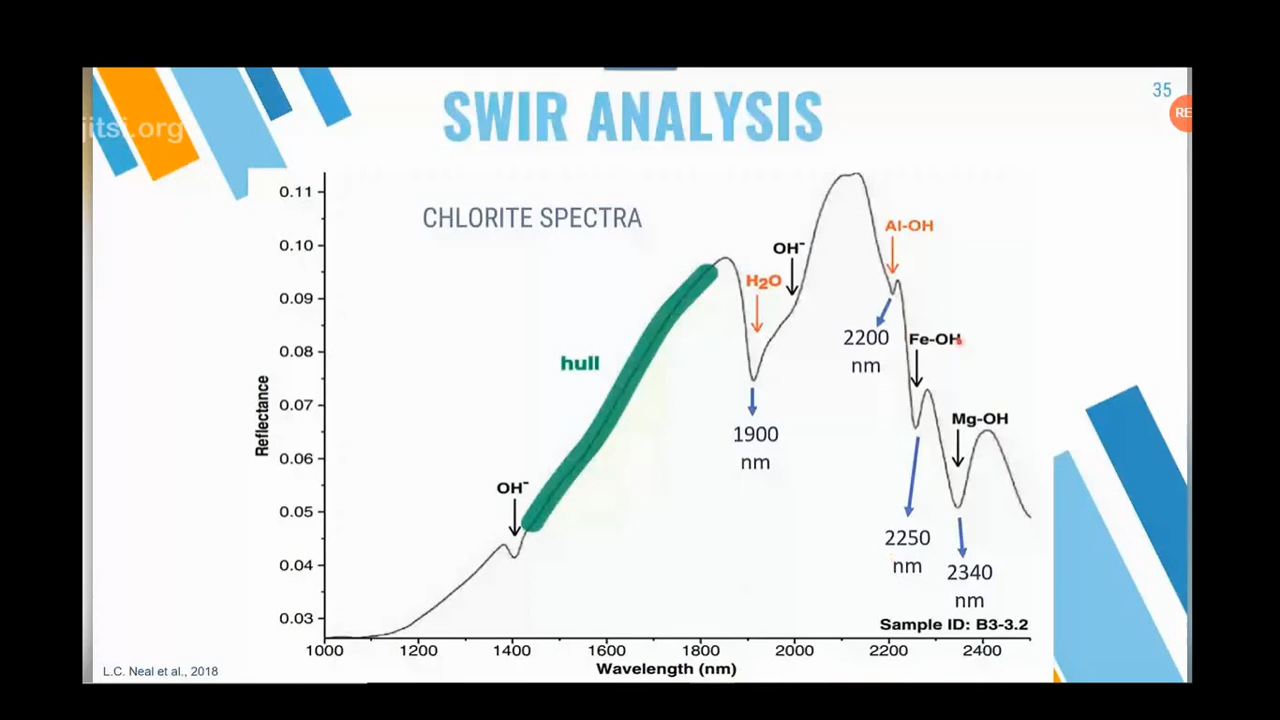 jitsi.org
35
SWIR ANALYSIS
RE
CHLORITE SPECTRA
0.11
0.10
0.09
0.08
0.07
0.06
0.05
0.04
0.03
Reflectance
Al-OH
OH⁻
H2O
hull
2200
nm
Fe-OH
1900
nm
Mg-OH
OH⁻
2250
nm
2340
nm
Sample ID: B3-3.2
1000 1200 1400 1600 1800 2000 2200 2400
Wavelength (nm)
L.C. Neal et al., 2018